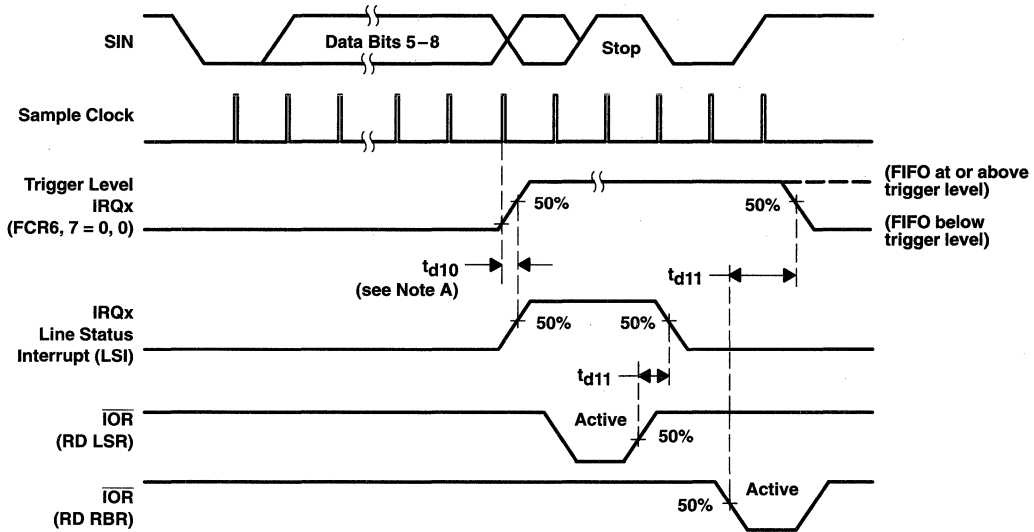 SIN
Data Bits 5–8
Stop
Sample Clock
Trigger Level
IRQx
(FCR6, 7 = 0, 0)
50%
50%
(FIFO at or above
trigger level)
(FIFO below
trigger level)
td10
(see Note A)
td11
IRQx
Line Status
Interrupt (LSI)
50%
50%
td11
IOR
(RD LSR)
Active
50%
IOR
(RD RBR)
50%
Active